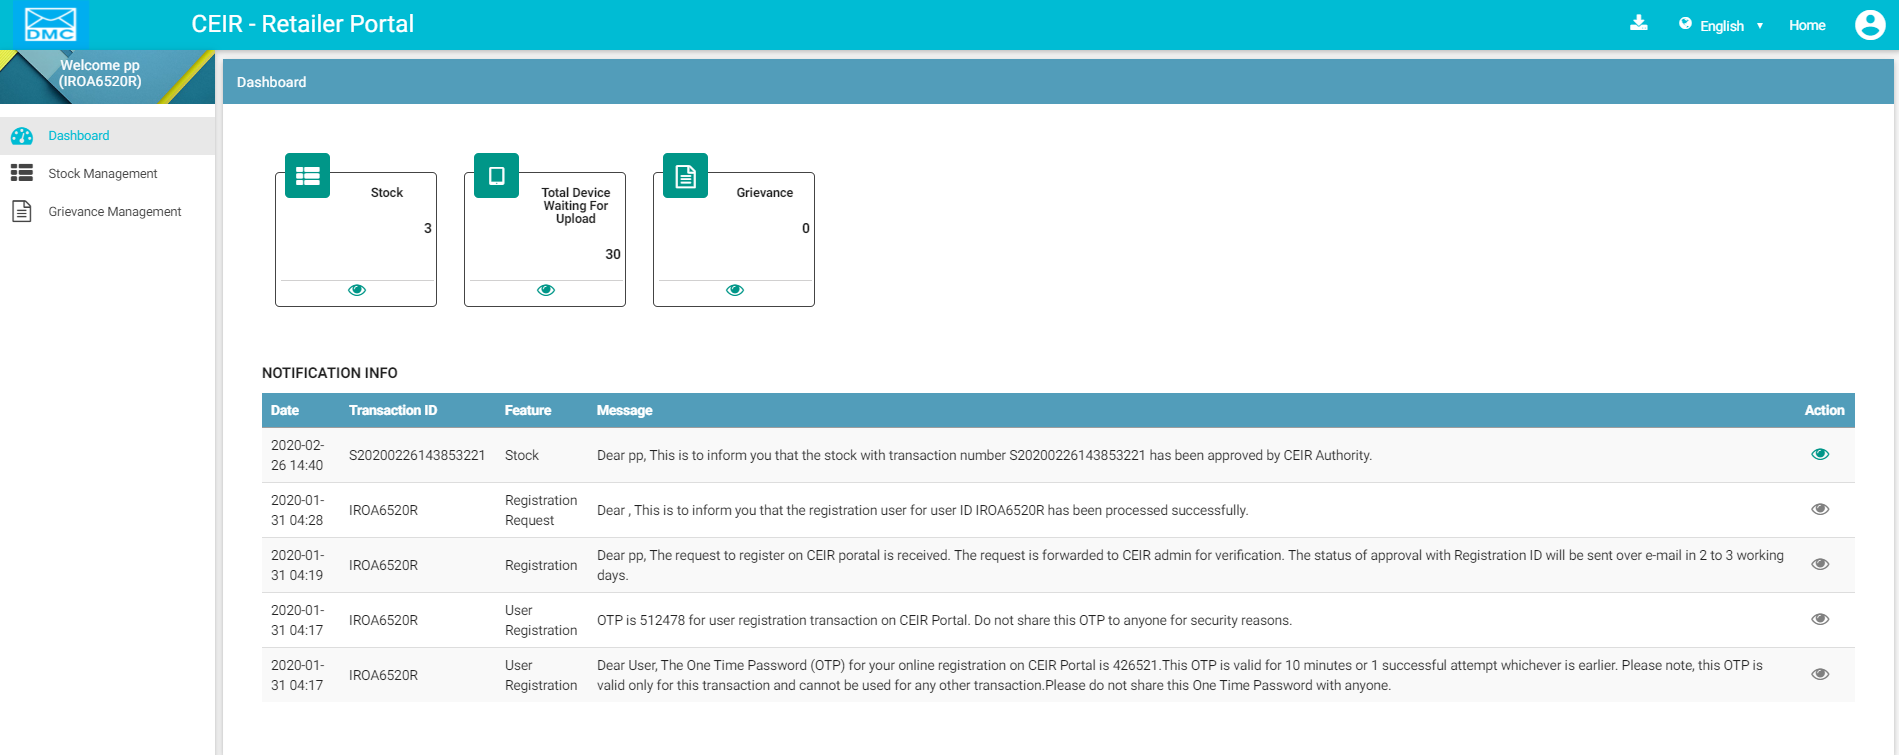 DMC
CEIR - Retailer Portal
English
Home
Welcome pp
(IROA6520R)
Dashboard
Stock Management
Grievance Management
Dashboard
Stock
3
Total Device
Waiting For
Upload
30
Grievance
0
NOTIFICATION INFO
Date Transaction ID Feature Message Action
2020-02-
26 14:40 S20200226143853221 Stock Dear pp, This is to inform you that the stock with transaction number S20200226143853221 has been approved by CEIR Authority.
2020-01- Registration
31 04:28 IROA6520R Request Dear , This is to inform you that the registration user for user ID IROA6520R has been processed successfully.
2020-01- Dear pp, The request to register on CEIR poratal is received. The request is forwarded to CEIR admin for verification. The status of approval with Registration ID will be sent over e-mail in 2 to 3 working
31 04:19 IROA6520R Registration days.
2020-01- User
31 04:17 IROA6520R Registration OTP is 512478 for user registration transaction on CEIR Portal. Do not share this OTP to anyone for security reasons.
2020-01- User Dear User, The One Time Password (OTP) for your online registration on CEIR Portal is 426521.This OTP is valid for 10 minutes or 1 successful attempt whichever is earlier. Please note, this OTP is
31 04:17 IROA6520R Registration valid only for this transaction and cannot be used for any other transaction.Please do not share this One Time Password with anyone.